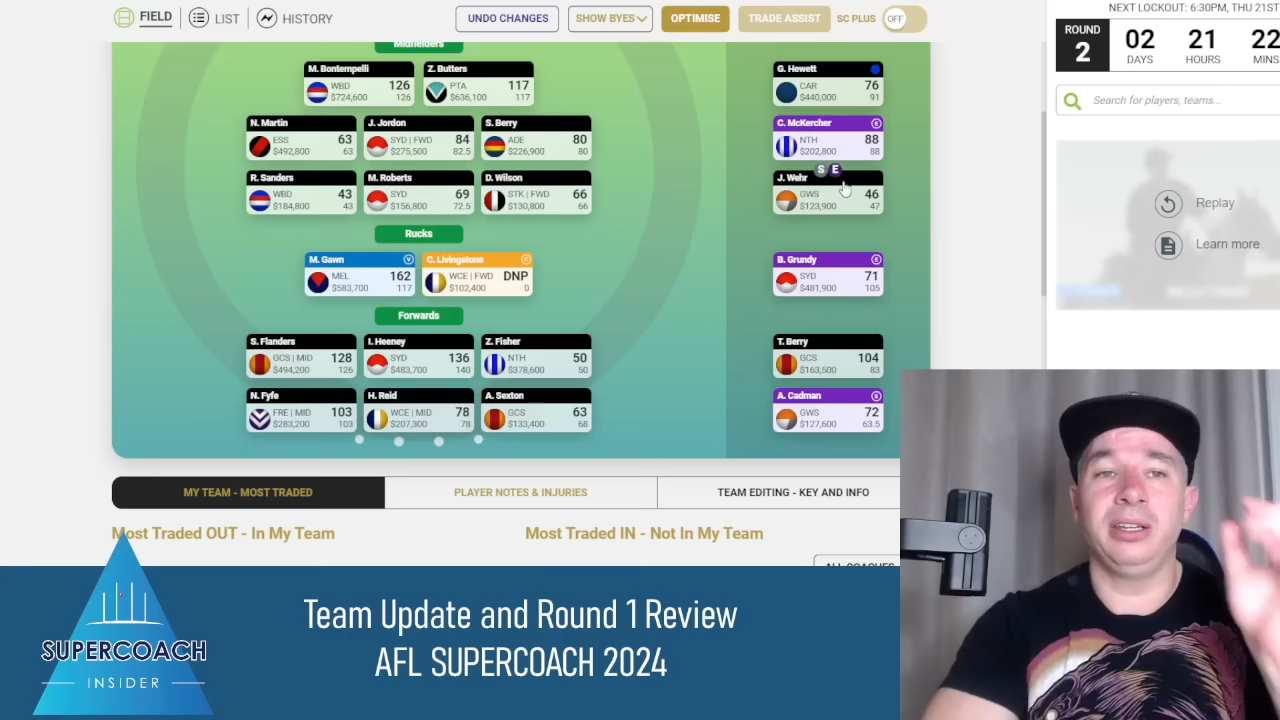 FIELD
LIST
HISTORY
UNDO CHANGES
SHOW BYES
OPTIMISE
TRADE ASSIST
SC PLUS
OFF
NEXT LOCKOUT: 6:30PM, THU 21ST
ROUND
2
02
DAYS
21
HOURS
22
MINS
Search for players, teams...
Replay
Learn more
Midfielders
M. Bontempelli
WBD
126
$724,600
126
Z. Butters
PTA
117
$636,100
117
G. Hewett
CAR
76
$440,000
91
N. Martin
ESS
63
$492,800
63
J. Jordon
SYD | FWD
84
$275,500
82.5
S. Berry
ADE
80
$226,900
80
C. McKercher
E
NTH
88
$202,800
88
R. Sanders
WBD
43
$184,800
43
M. Roberts
SYD
69
$156,800
72.5
D. Wilson
STK | FWD
66
$130,800
66
S
E
J. Wehr
GWS
46
$123,900
47
Rucks
M. Gawn
V
MEL
162
$583,700
117
C. Livingstone
C
WCE | FWD
DNP
$102,400
0
B. Grundy
E
SYD
71
$481,900
105
Forwards
S. Flanders
GCS | MID
128
$494,200
126
I. Heeney
SYD
136
$483,700
140
Z. Fisher
NTH
50
$378,600
50
T. Berry
GCS
104
$163,500
83
N. Fyfe
FRE | MID
103
$283,200
103
H. Reid
WCE | MID
78
$207,300
78
A. Sexton
GCS
63
$133,400
68
A. Cadman
E
GWS
72
$127,600
63.5
MY TEAM - MOST TRADED
PLAYER NOTES & INJURIES
TEAM EDITING - KEY AND INFO
Most Traded OUT - In My Team
Most Traded IN - Not In My Team
ALL COACHES
SUPERCOACH
INSIDER
Team Update and Round 1 Review
AFL SUPERCOACH 2024